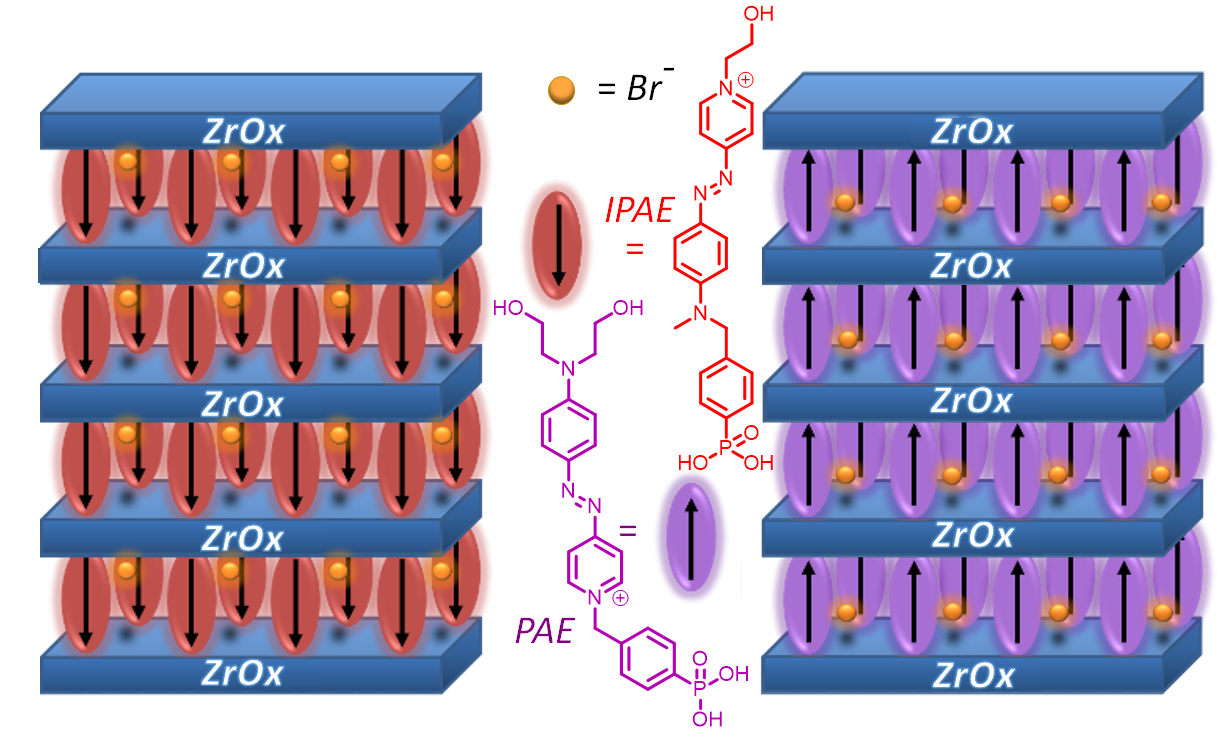 ZrOx
ZrOx
ZrOx
ZrOx
ZrOx
= Br⁻
OH
N
⊕
N
N
IPAE
=
N
P
O
HO
OH
HO
OH
N
N
N
=
N
⊕
PAE
O
P
OH
OH
ZrOx
ZrOx
ZrOx
ZrOx
ZrOx